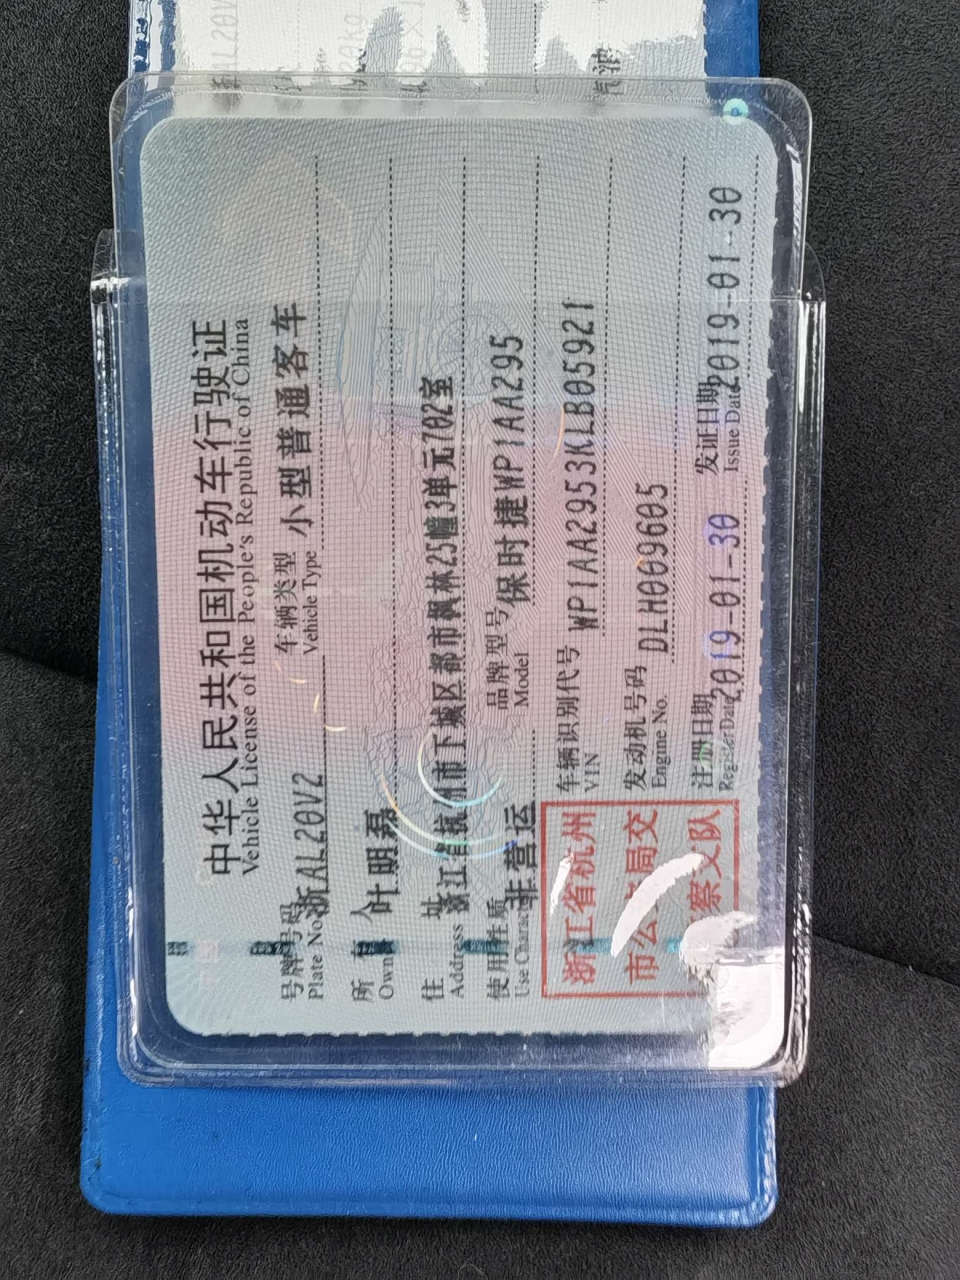 中华人民共和国机动车行驶证
Vehicle License of the People's Republic of China
号牌号码 浙AL20V2 车辆类型 小型普通客车
Plate No. Vehicle Type
所有人 叶朋磊
Owner
住址 浙江省杭州市下城区都市枫林25幢3单元702室
Address
使用性质 非营运 品牌型号 保时捷WP1AA295
Use Character Model
浙江省杭州
市公安局交
察支队
车辆识别代号 WP1AA2953KLB05921
VIN
发动机号码 DLH009605
Engine No.
注册日期 2019-01-30 发证日期 2019-01-30
Register Date Issue Date